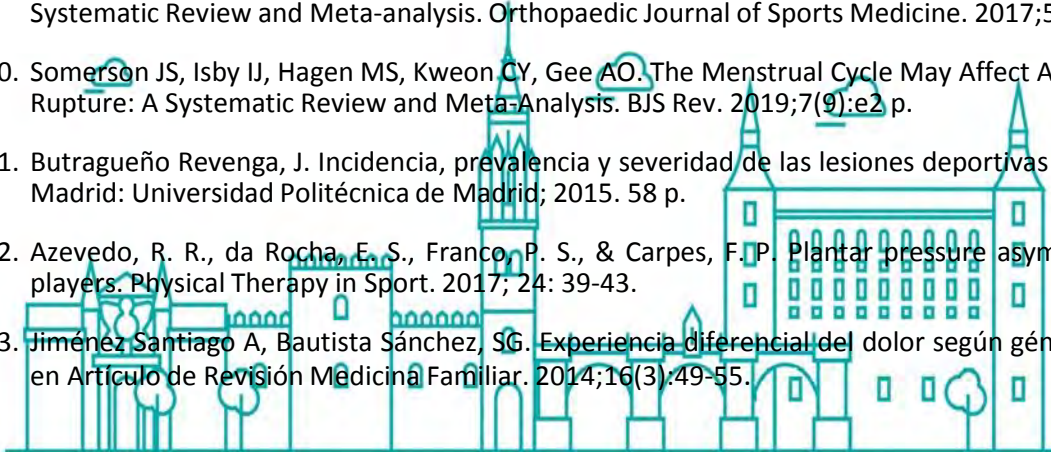 Systematic Review and Meta-analysis. Orthopaedic Journal of Sports Medicine. 2017;5
0. Somerson JS, Isby IJ, Hagen MS, Kweon CY, Gee AO. The Menstrual Cycle May Affect A
Rupture: A Systematic Review and Meta-Analysis. BJS Rev. 2019;7(9):e2 p.
1. Butragueño Revenga, J. Incidencia, prevalencia y severidad de las lesiones deportivas
Madrid: Universidad Politécnica de Madrid; 2015. 58 p.
2. Azevedo, R. R., da Rocha, E. S., Franco, P. S., & Carpes, F. P. Plantar pressure asym
players. Physical Therapy in Sport. 2017; 24: 39-43.
3. Jiménez Santiago A, Bautista Sánchez, SG. Experiencia diferencial del dolor según gén
en Artículo de Revisión Medicina Familiar. 2014;16(3):49-55.